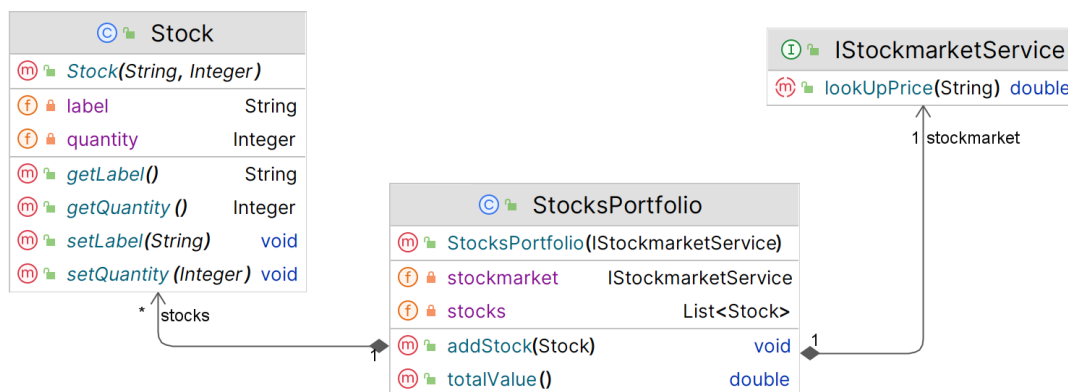 Stock
Stock(String, Integer)
label String
quantity Integer
getLabel() String
getQuantity() Integer
setLabel(String) void
setQuantity(Integer) void
* stocks
IStockmarketService
lookUpPrice(String) double
1 stockmarket
StocksPortfolio
StocksPortfolio(IStockmarketService)
stockmarket IStockmarketService
stocks List<Stock>
addStock(Stock) void
totalValue() double
1
1